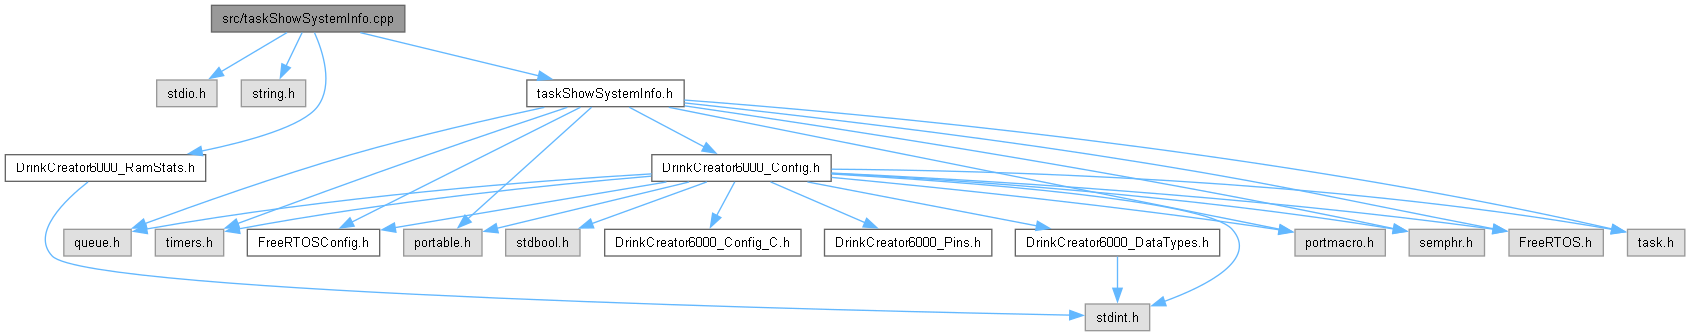 src/taskShowSystemInfo.cpp
stdio.h
string.h
taskShowSystemInfo.h
DrinkCreator6000_RamStats.h
DrinkCreator6000_Config.h
queue.h
timers.h
FreeRTOSConfig.h
portable.h
stdbool.h
DrinkCreator6000_Config_C.h
DrinkCreator6000_Pins.h
DrinkCreator6000_DataTypes.h
portmacro.h
semphr.h
FreeRTOS.h
task.h
stdint.h